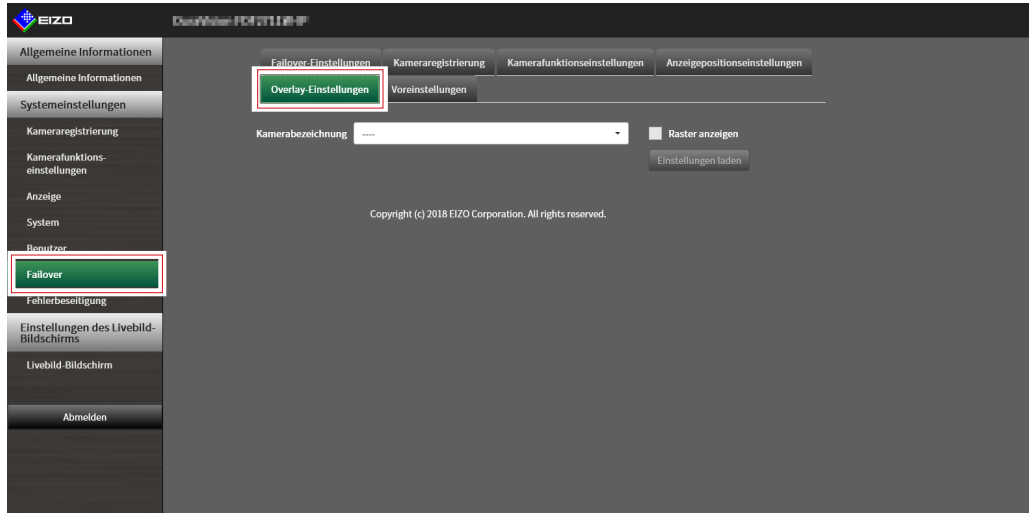 EIZO
Allgemeine Informationen
Allgemeine Informationen
Systemeinstellungen
Kameraregistrierung
Kamerafunktions-
einstellungen
Anzeige
System
Benutzer
Failover
Fehlerbeseitigung
Einstellungen des Livebild-
Bildschirms
Livebild-Bildschirm
Abmelden
Failover-Einstellungen Kameraregistrierung Kamerafunktionseinstellungen Anzeigepositionseinstellungen
Overlay-Einstellungen Voreinstellungen
Kamerabezeichnung ---- Raster anzeigen
Einstellungen laden
Copyright (c) 2018 EIZO Corporation. All rights reserved.